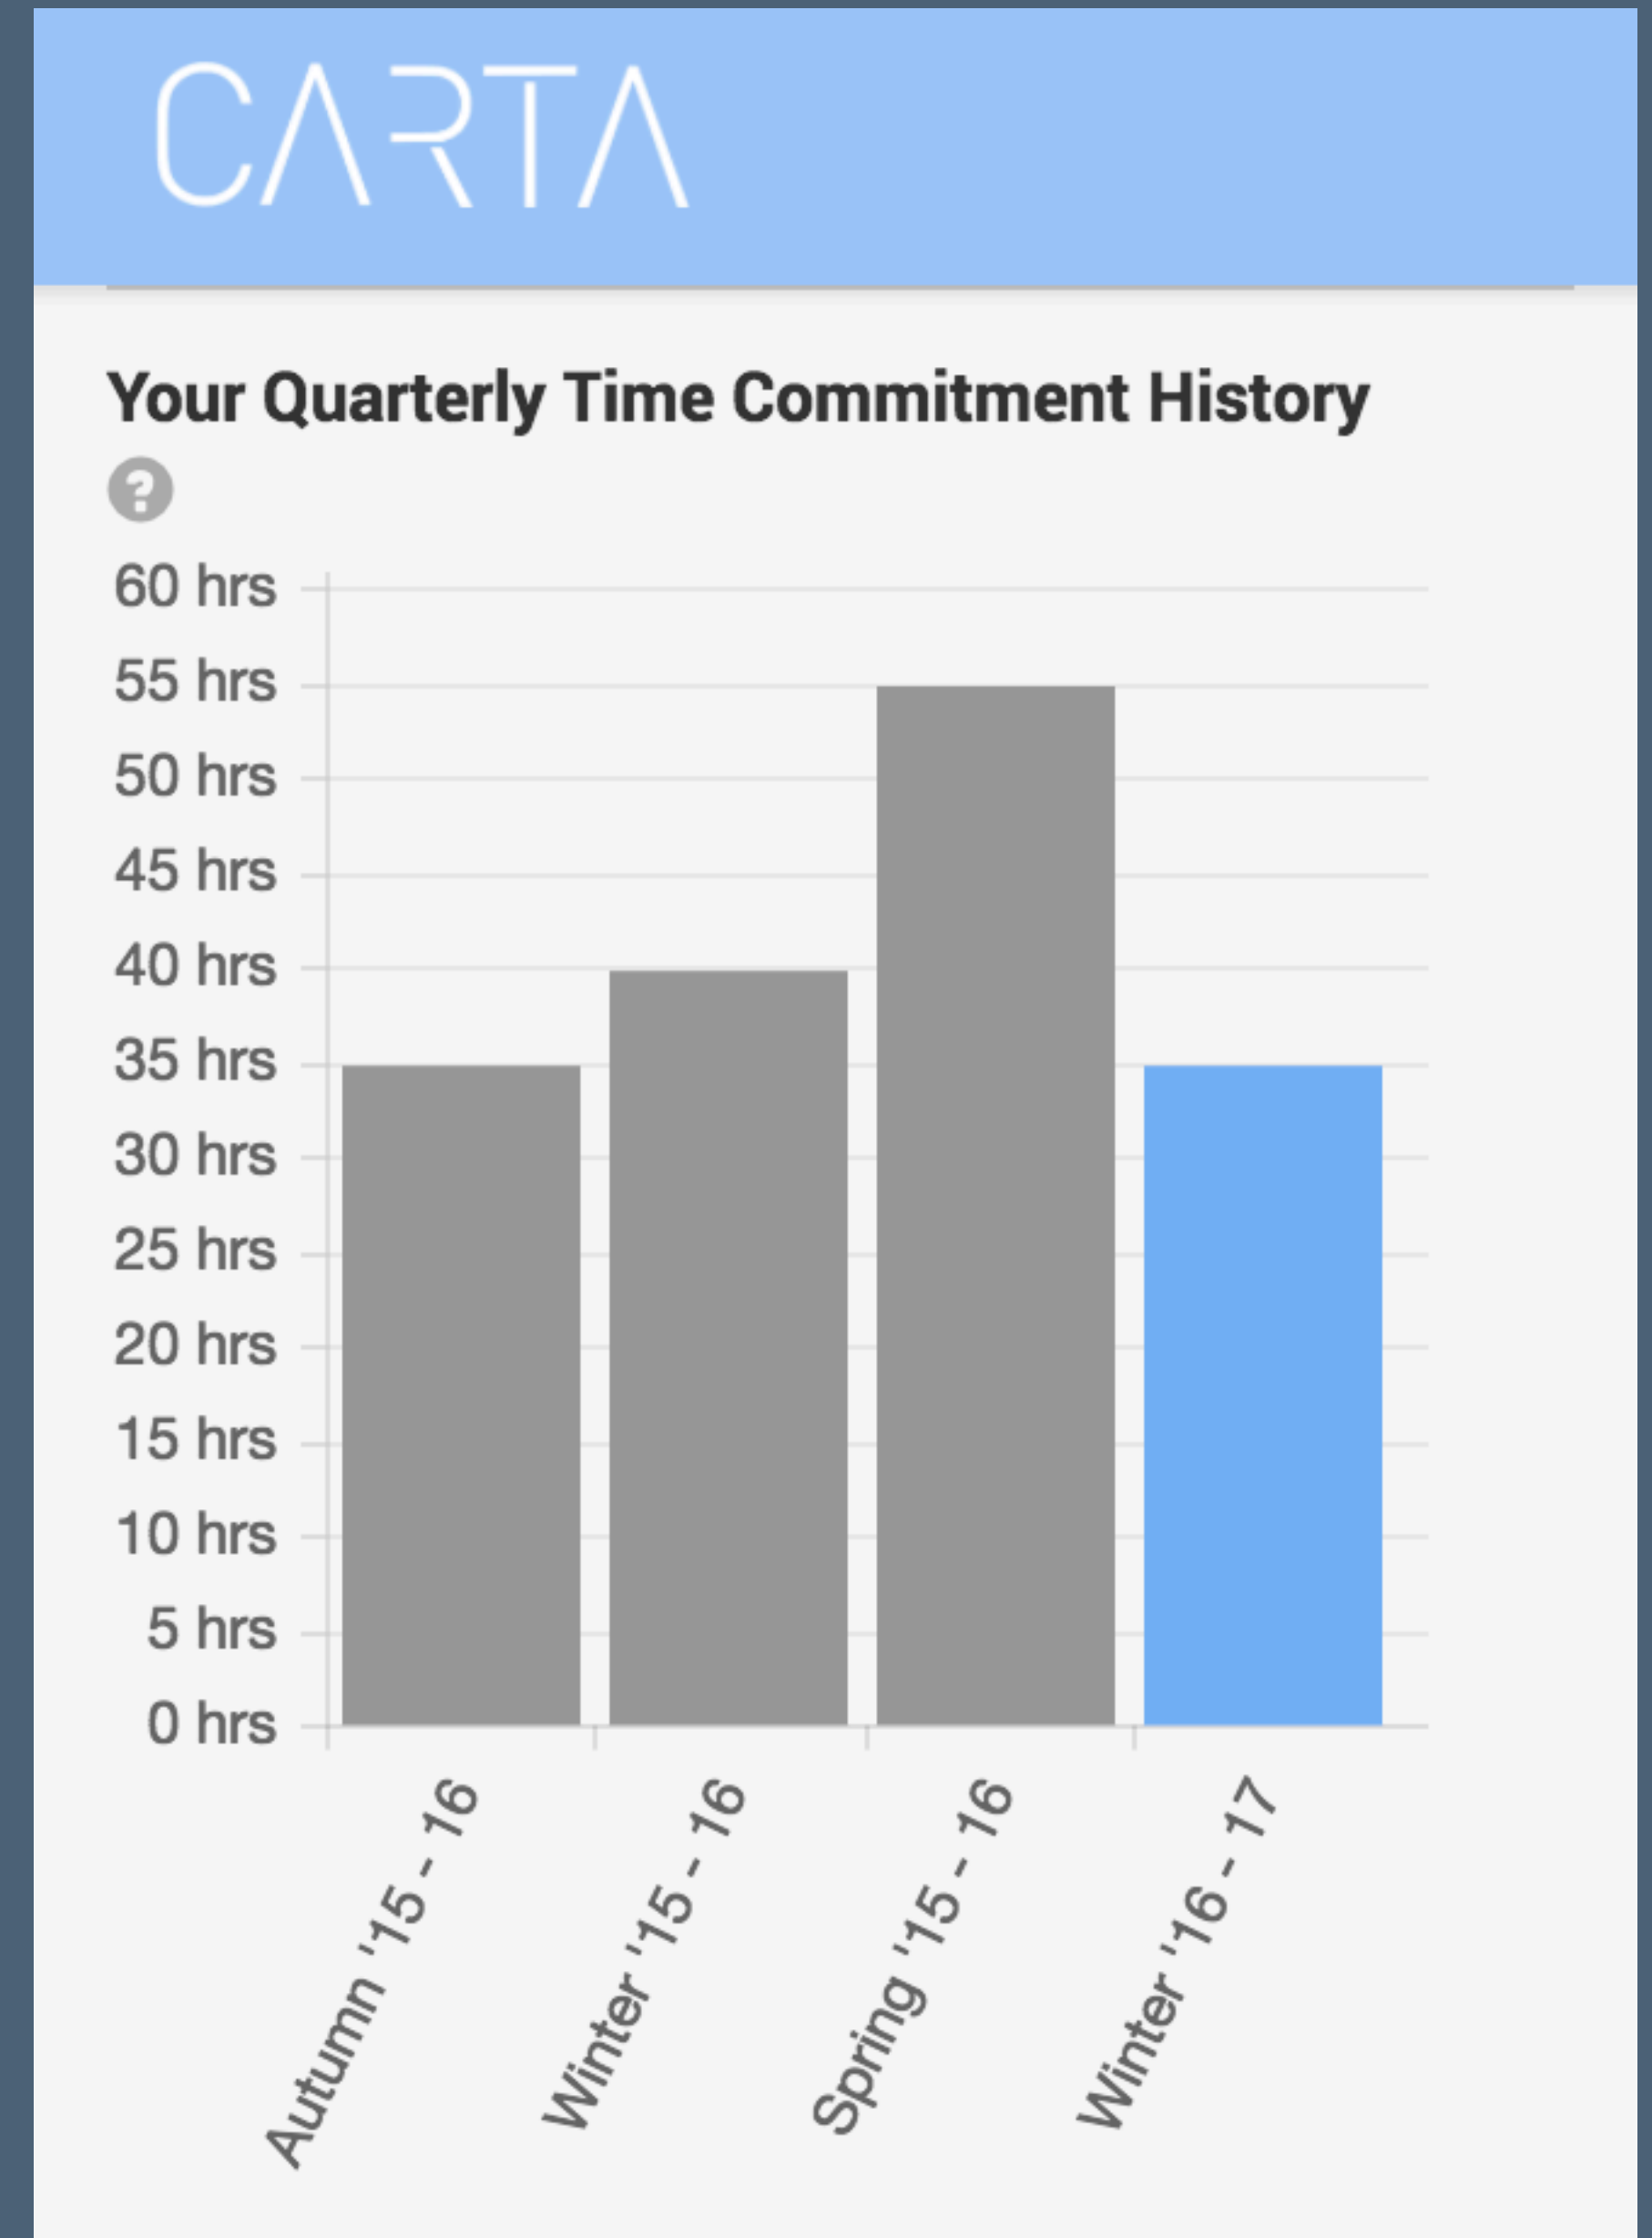 CARTA
Your Quarterly Time Commitment History
?
60 hrs
55 hrs
50 hrs
45 hrs
40 hrs
35 hrs
30 hrs
25 hrs
20 hrs
15 hrs
10 hrs
5 hrs
0 hrs
Autumn '15 - 16
Winter '15 - 16
Spring '15 - 16
Winter '16 - 17